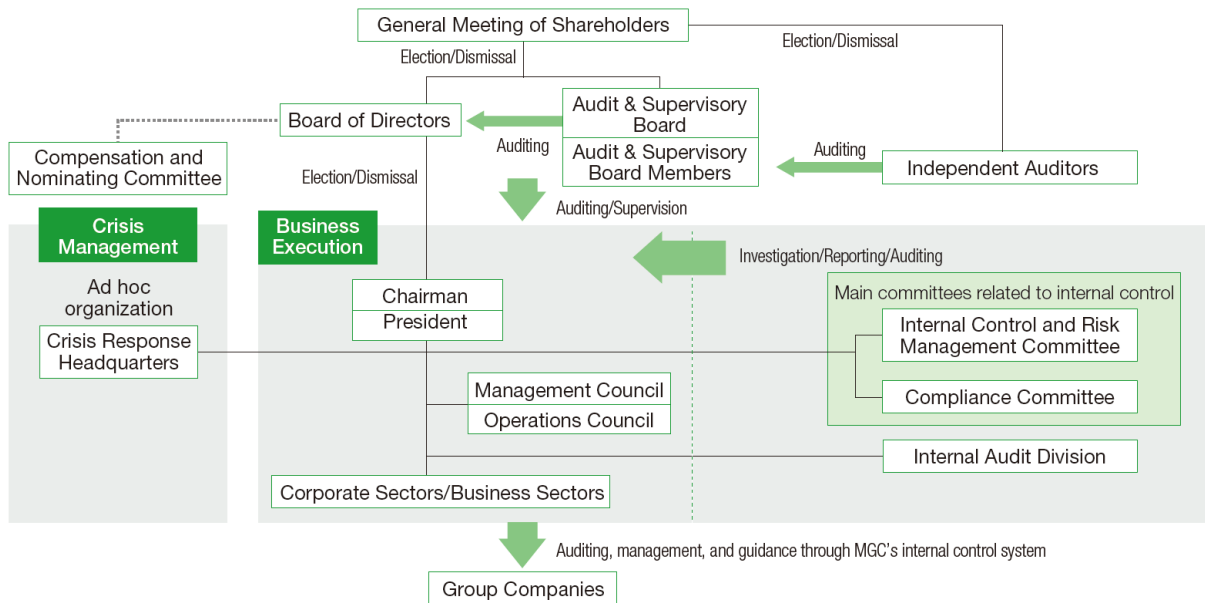 General Meeting of Shareholders
Election/Dismissal
Election/Dismissal
Board of Directors
Audit & Supervisory
Board
Audit & Supervisory
Board Members
Auditing
Auditing
Independent Auditors
Compensation and
Nominating Committee
Election/Dismissal
Auditing/Supervision
Crisis
Management
Business
Execution
Investigation/Reporting/Auditing
Ad hoc
organization
Crisis Response
Headquarters
Chairman
President
Main committees related to internal control
Internal Control and Risk
Management Committee
Compliance Committee
Management Council
Operations Council
Internal Audit Division
Corporate Sectors/Business Sectors
Auditing, management, and guidance through MGC's internal control system
Group Companies